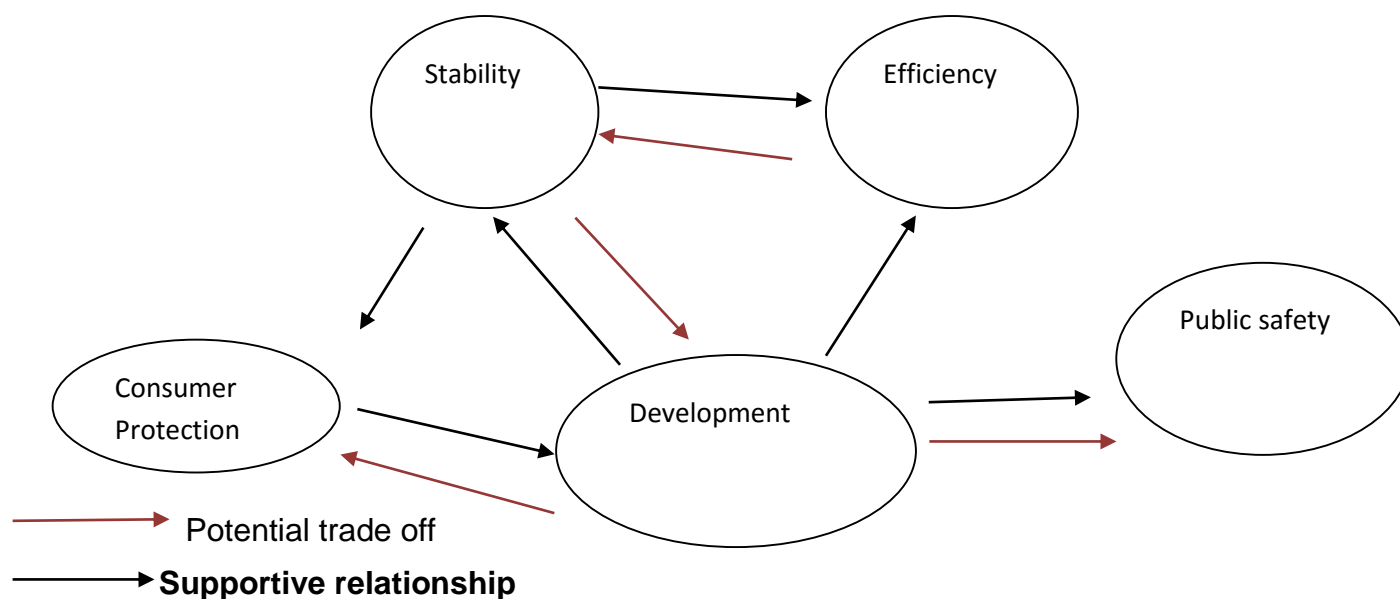 Stability
Efficiency
Public safety
Consumer
Protection
Development
Potential trade off
Supportive relationship